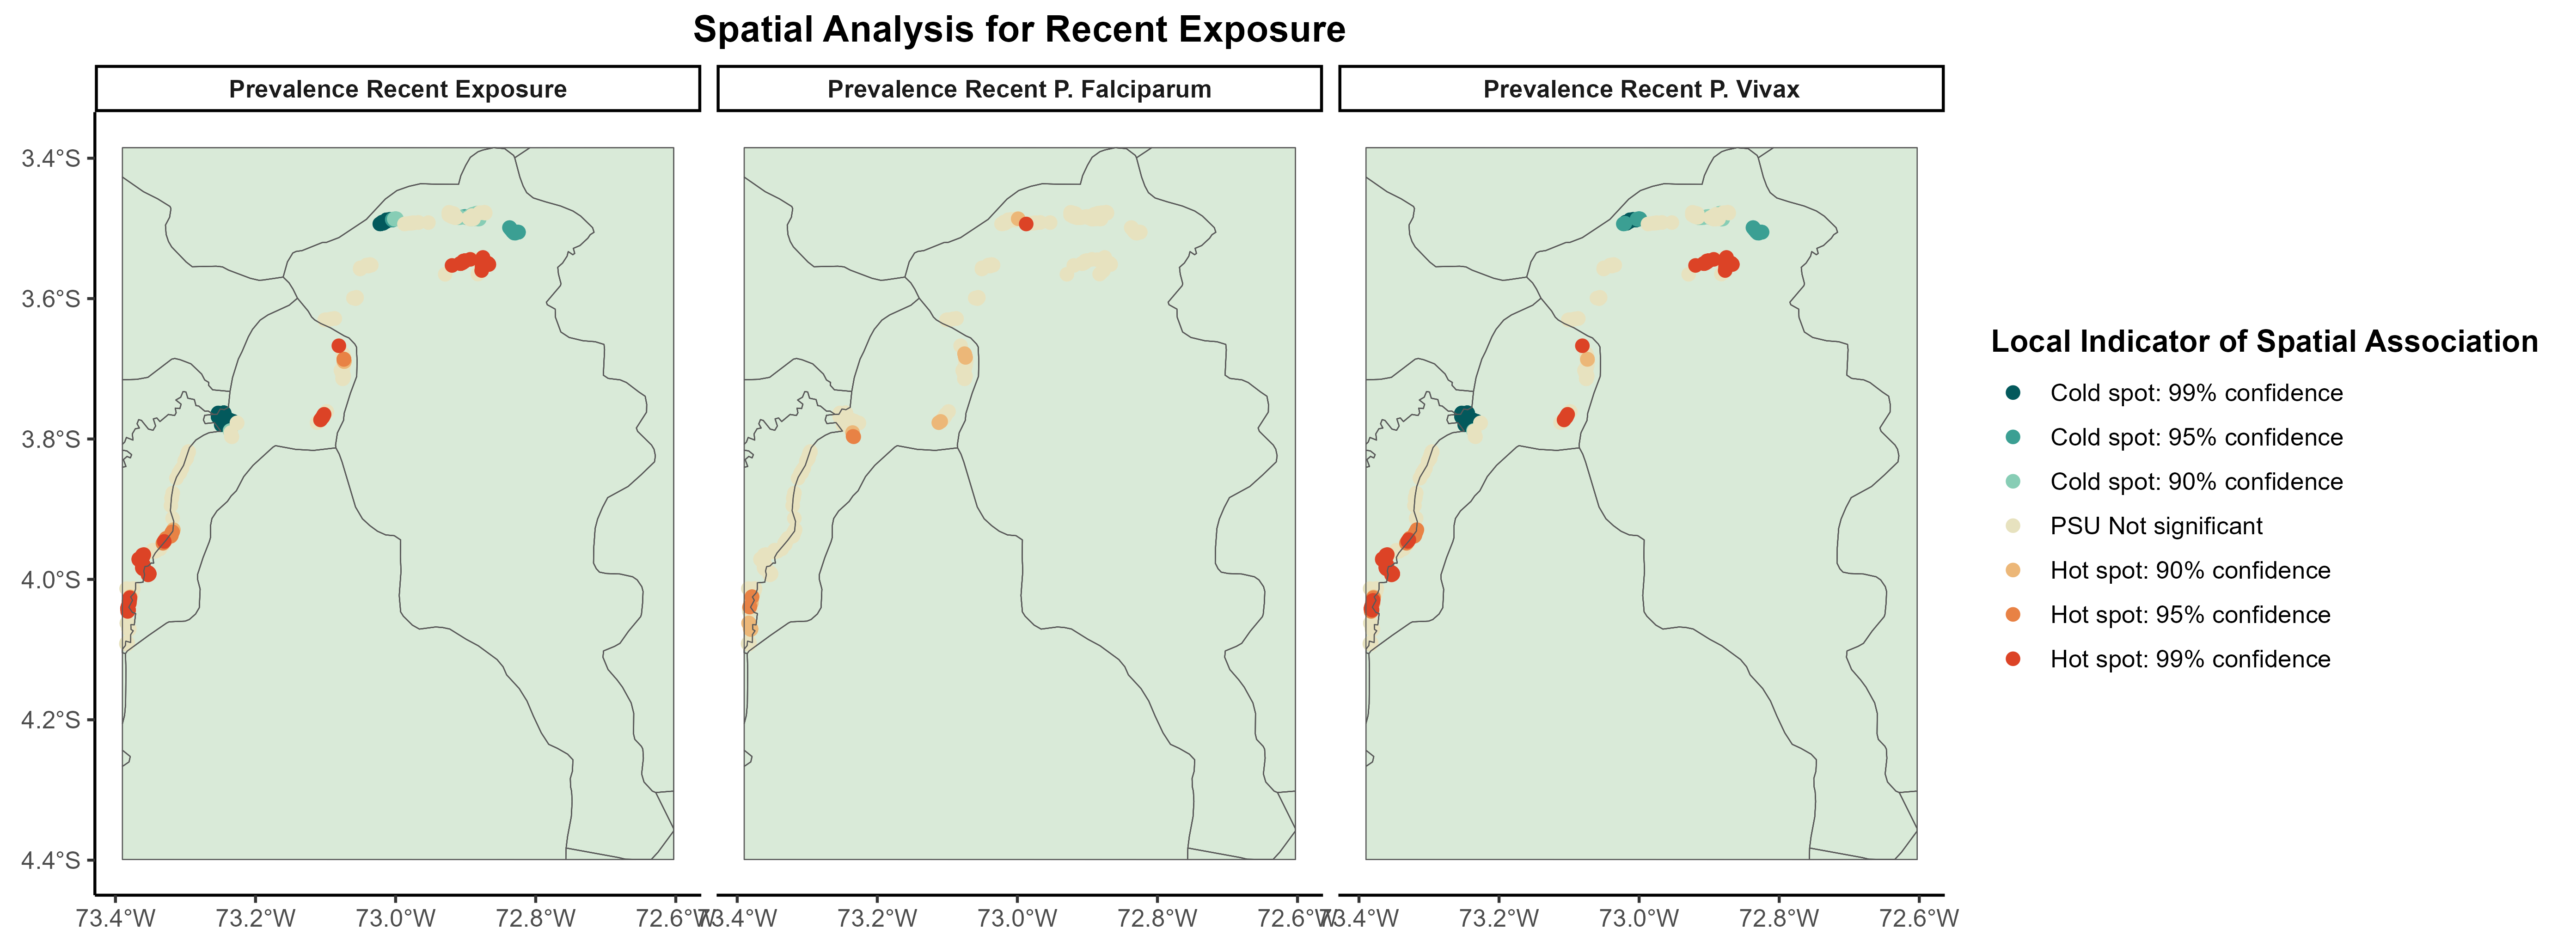 Spatial Analysis for Recent Exposure
Prevalence Recent Exposure
Prevalence Recent P. Falciparum
Prevalence Recent P. Vivax
3.4°S
3.6°S
3.8°S
4.0°S
4.2°S
4.4°S
73.4°W 73.2°W 73.0°W 72.8°W 72.6°W
73.4°W 73.2°W 73.0°W 72.8°W 72.6°W
73.4°W 73.2°W 73.0°W 72.8°W 72.6°W
Local Indicator of Spatial Association
Cold spot: 99% confidence
Cold spot: 95% confidence
Cold spot: 90% confidence
PSU Not significant
Hot spot: 90% confidence
Hot spot: 95% confidence
Hot spot: 99% confidence